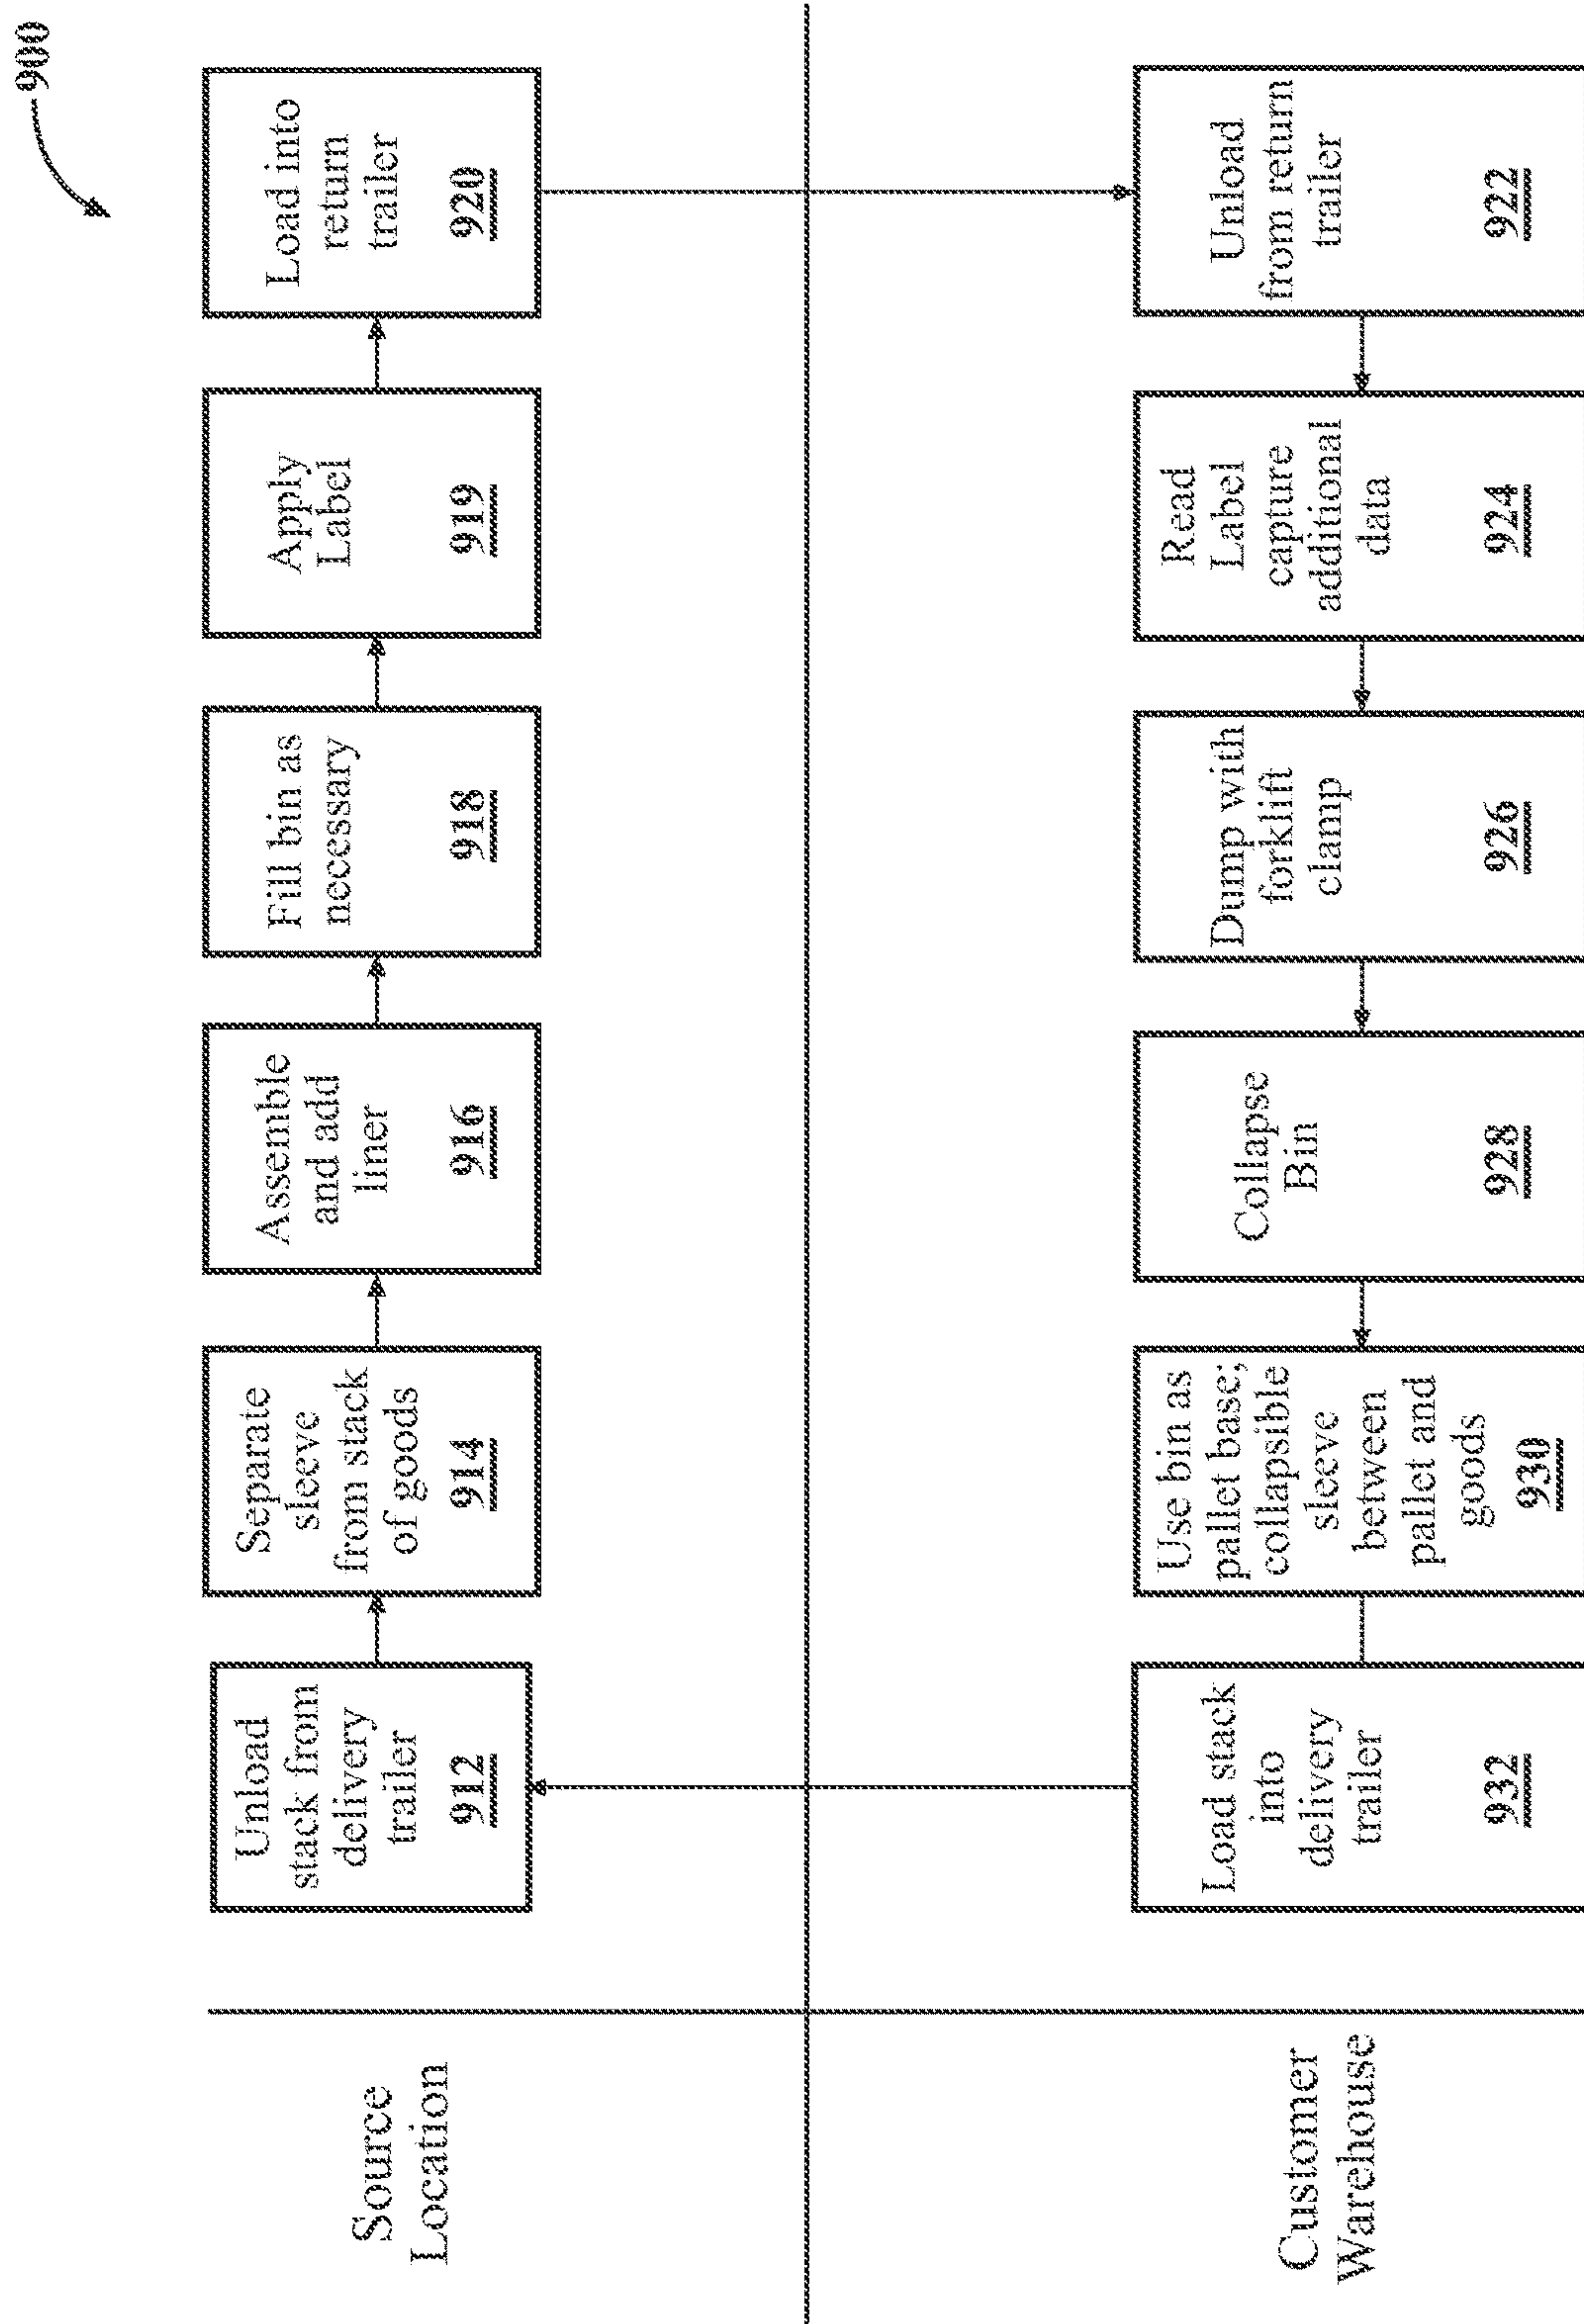 900
Source
Location
Unload
stack from
delivery
trailer
912
Separate
sleeve
from stack
of goods
914
Assemble
and add
liner
916
Fill bin as
necessary
918
Apply
Label
919
Load into
return
trailer
920
Customer
Warehouse
Load stack
into
delivery
trailer
932
Use bin as
pallet base;
collapsible
sleeve
between
pallet and
goods
930
Collapse
Bin
928
Dump with
forklift
clamp
926
Read
Label
capture
additional
data
924
Unload
from return
trailer
922